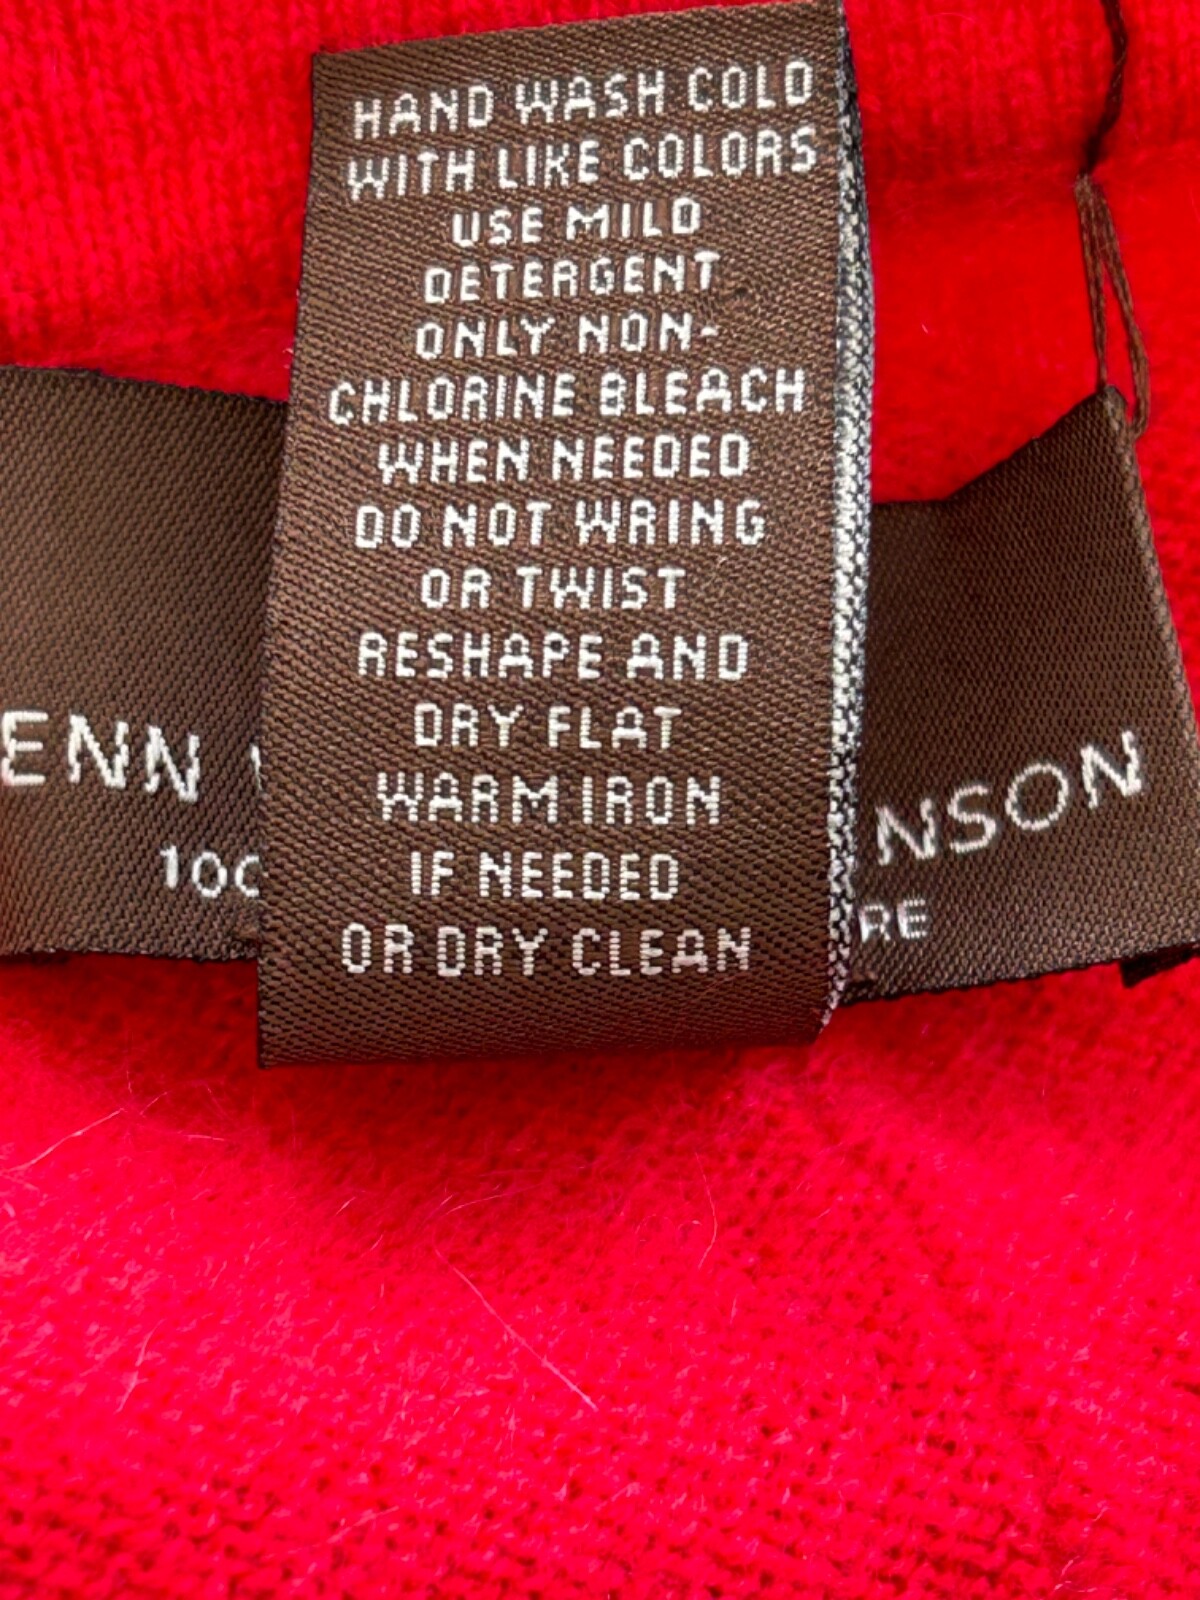 HAND WASH COLD
WITH LIKE COLORS
USE MILD
DETERGENT
ONLY NON-
CHLORINE BLEACH
WHEN NEEDED
DO NOT WRING
OR TWIST
RESHAPE AND
DRY FLAT
WARM IRON
IF NEEDED
OR DRY CLEAN
ENN NSON
100 RE